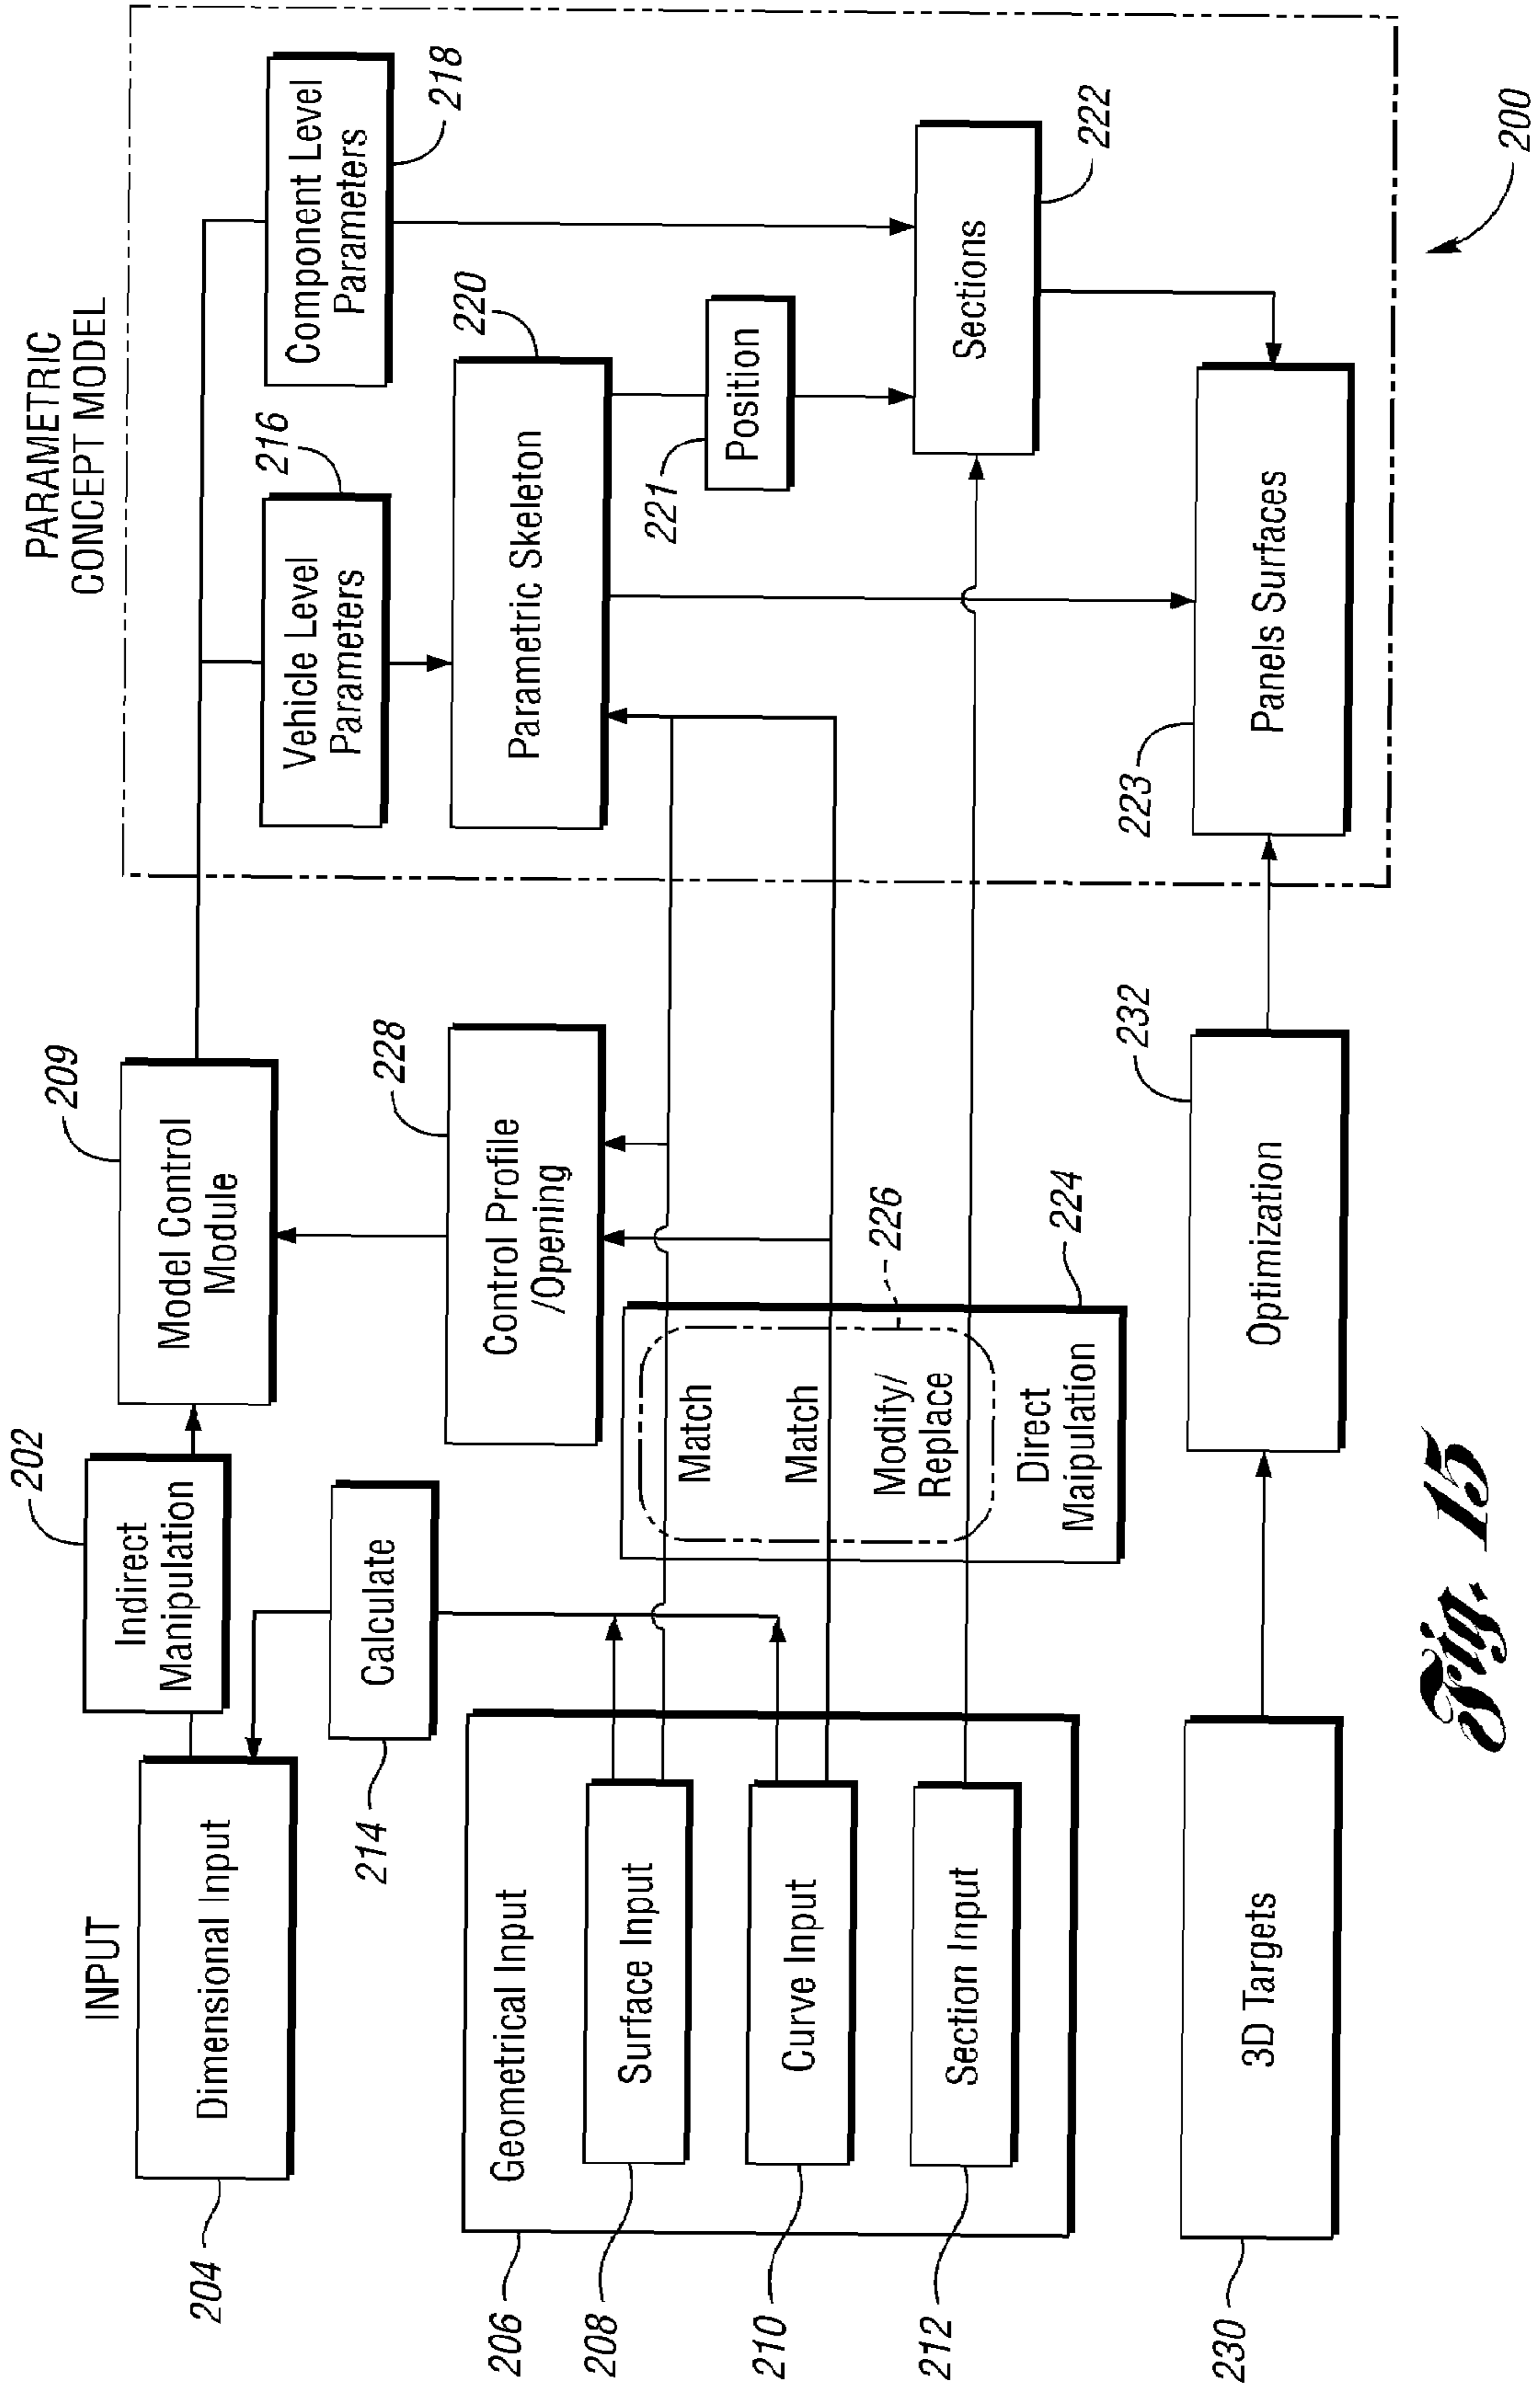 PARAMETRIC
CONCEPT MODEL
INPUT
202
Indirect
Manipulation
209
Model Control
Module
204
Dimensional Input
214
Calculate
228
Control Profile
/Opening
216
Vehicle Level
Parameters
218
Component Level
Parameters
220
Parametric Skeleton
221
Position
222
Sections
223
Panels Surfaces
206
Geometrical Input
208
Surface Input
210
Curve Input
212
Section Input
Match
Match
Modify/
Replace
226
224
Direct
Maipulation
230
3D Targets
232
Optimization
200
Fig. 15